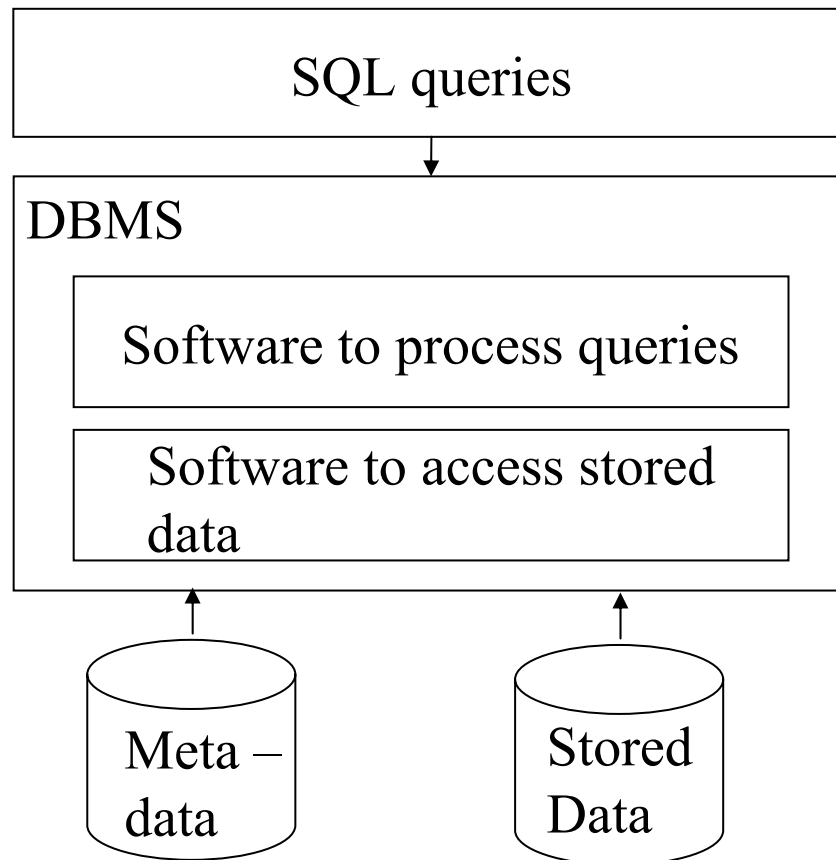 SQL queries
DBMS
Software to process queries
Software to access stored
data
Meta –
data
Stored
Data